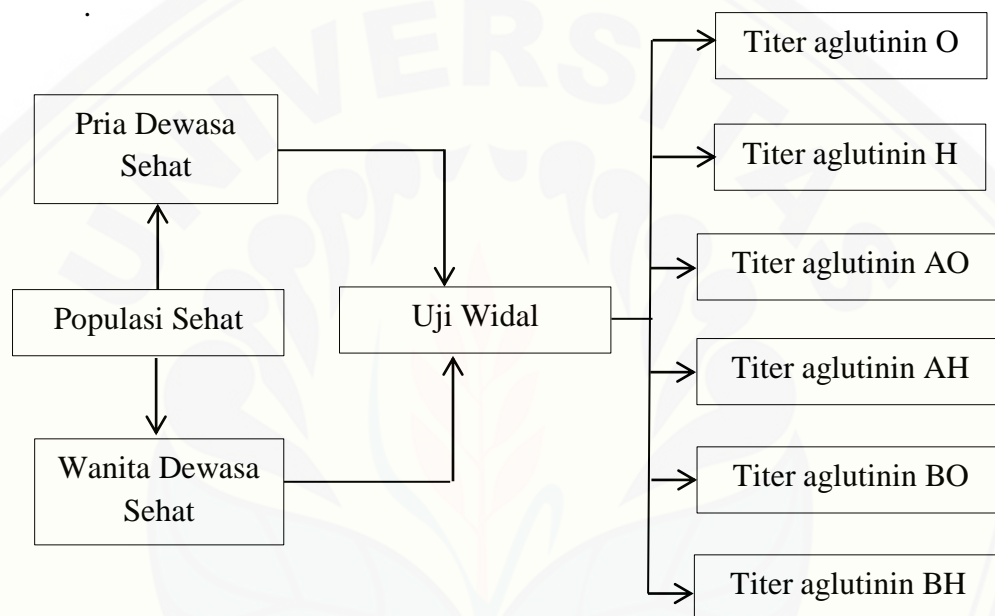 .
Titer aglutinin O
Pria Dewasa
Sehat
Titer aglutinin H
Titer aglutinin AO
Populasi Sehat
Uji Widal
Titer aglutinin AH
Wanita Dewasa
Sehat
Titer aglutinin BO
Titer aglutinin BH
UNIVERSITAS